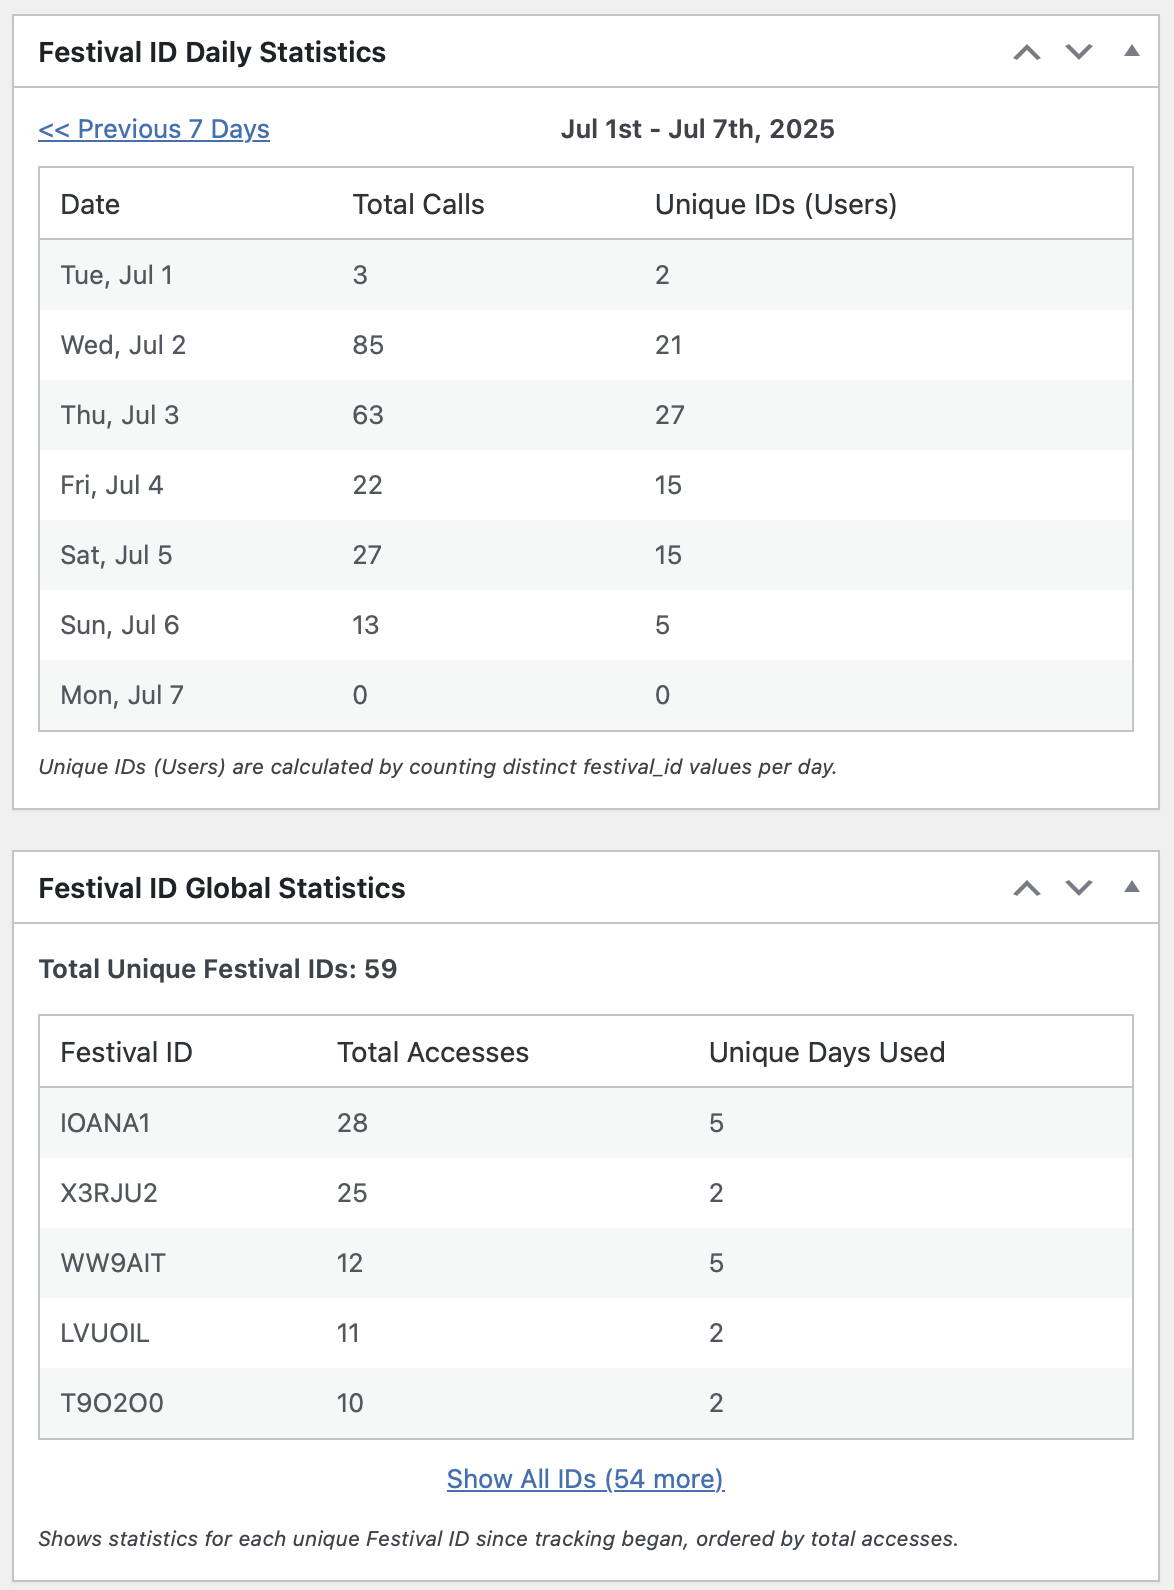 Festival ID Daily Statistics
<< Previous 7 Days Jul 1st - Jul 7th, 2025
Date Total Calls Unique IDs (Users)
Tue, Jul 1 3 2
Wed, Jul 2 85 21
Thu, Jul 3 63 27
Fri, Jul 4 22 15
Sat, Jul 5 27 15
Sun, Jul 6 13 5
Mon, Jul 7 0 0
Unique IDs (Users) are calculated by counting distinct festival_id values per day.
Festival ID Global Statistics
Total Unique Festival IDs: 59
Festival ID Total Accesses Unique Days Used
IOANA1 28 5
X3RJU2 25 2
WW9AIT 12 5
LVUOIL 11 2
T9O2O0 10 2
Show All IDs (54 more)
Shows statistics for each unique Festival ID since tracking began, ordered by total accesses.